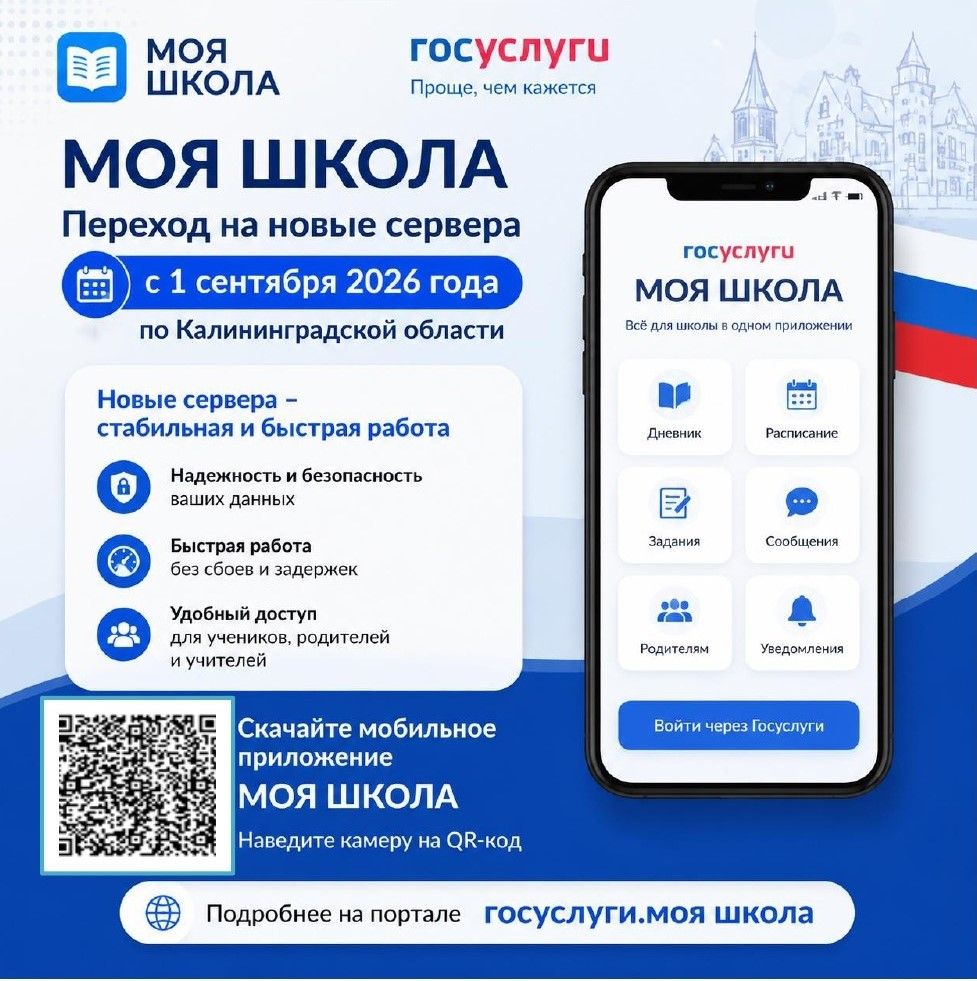 МОЯ
ШКОЛА
госуслуги
Проще, чем кажется
МОЯ ШКОЛА
Переход на новые сервера
с 1 сентября 2026 года
по Калининградской области
Новые сервера –
стабильная и быстрая работа
Надежность и безопасность
ваших данных
Быстрая работа
без сбоев и задержек
Удобный доступ
для учеников, родителей
и учителей
госуслуги
МОЯ ШКОЛА
Всё для школы в одном приложении
Дневник
Расписание
Задания
Сообщения
Родителям
Уведомления
Войти через Госуслуги
Скачайте мобильное
приложение
МОЯ ШКОЛА
Наведите камеру на QR-код
Подробнее на портале госуслуги.моя школа